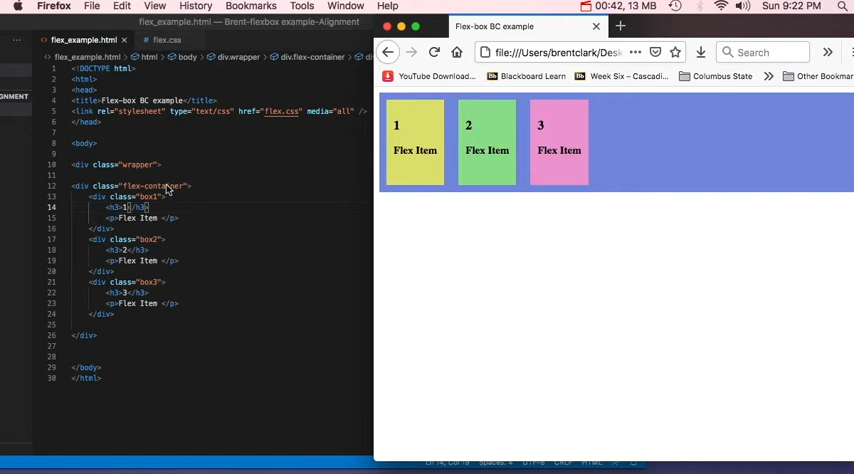 Firefox File Edit View History Bookmarks Tools Window Help 00:42, 13 MB Sun 9:22 PM
flex_example.html — Brent-flexbox example-Alignment
flex_example.html × # flex.css
flex_example.html > html > body > div.wrapper > div.flex-container >
GNMENT
1 <!DOCTYPE html>
2 <html>
3 <head>
4 <title>Flex-box BC example</title>
5 <link rel="stylesheet" type="text/css" href="flex.css" media="all" />
6 </head>
7
8 <body>
9
10 <div class="wrapper">
11
12 <div class="flex-container">
13 <div class="box1">
14 <h3>1</h3>
15 <p>Flex Item </p>
16 </div>
17 <div class="box2">
18 <h3>2</h3>
19 <p>Flex Item </p>
20 </div>
21 <div class="box3">
22 <h3>3</h3>
23 <p>Flex Item </p>
24 </div>
25
26 </div>
27
28
29 </body>
30 </html>
Flex-box BC example
file:///Users/brentclark/Desk
Search
YouTube Download... Bb Blackboard Learn Bb Week Six – Cascadi... Columbus State Other Bookmar
1 2 3
Flex Item Flex Item Flex Item